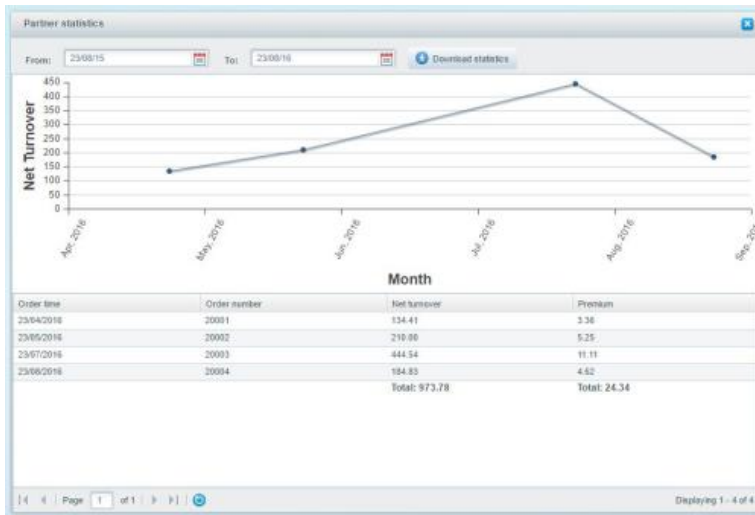 Partner statistics
From: 23/08/15 To: 23/08/16 Download statistics
450
400
350
300
250
200
150
100
50
0
Net Turnover
Apr, 2016 May, 2016 Jun, 2016 Jul, 2016 Aug, 2016 Sep, 20
Month
Order time Order number Net turnover Premium
23/04/2016 20001 134.41 3.36
23/05/2016 20002 210.00 5.25
23/07/2016 20003 444.54 11.11
23/08/2016 20004 184.83 4.62
Total: 973.78 Total: 24.34
Page 1 of 1 Displaying 1 - 4 of 4